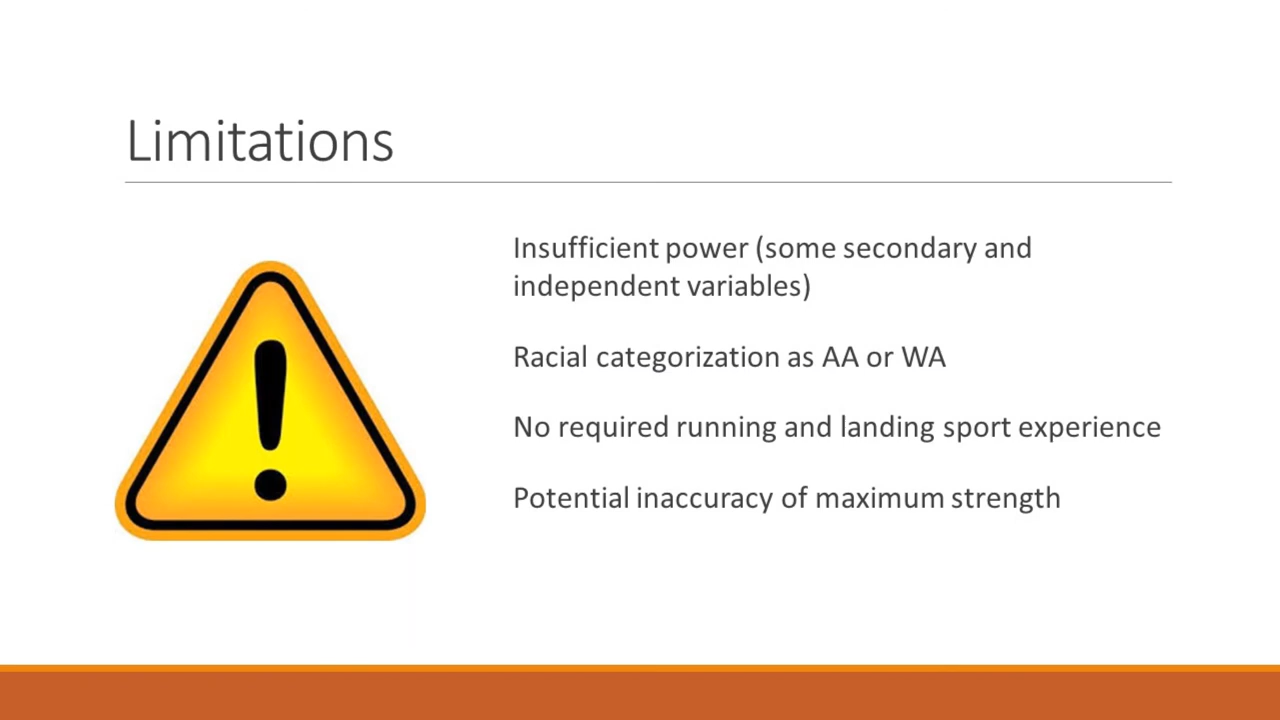 Limitations
Insufficient power (some secondary and
independent variables)
Racial categorization as AA or WA
No required running and landing sport experience
Potential inaccuracy of maximum strength